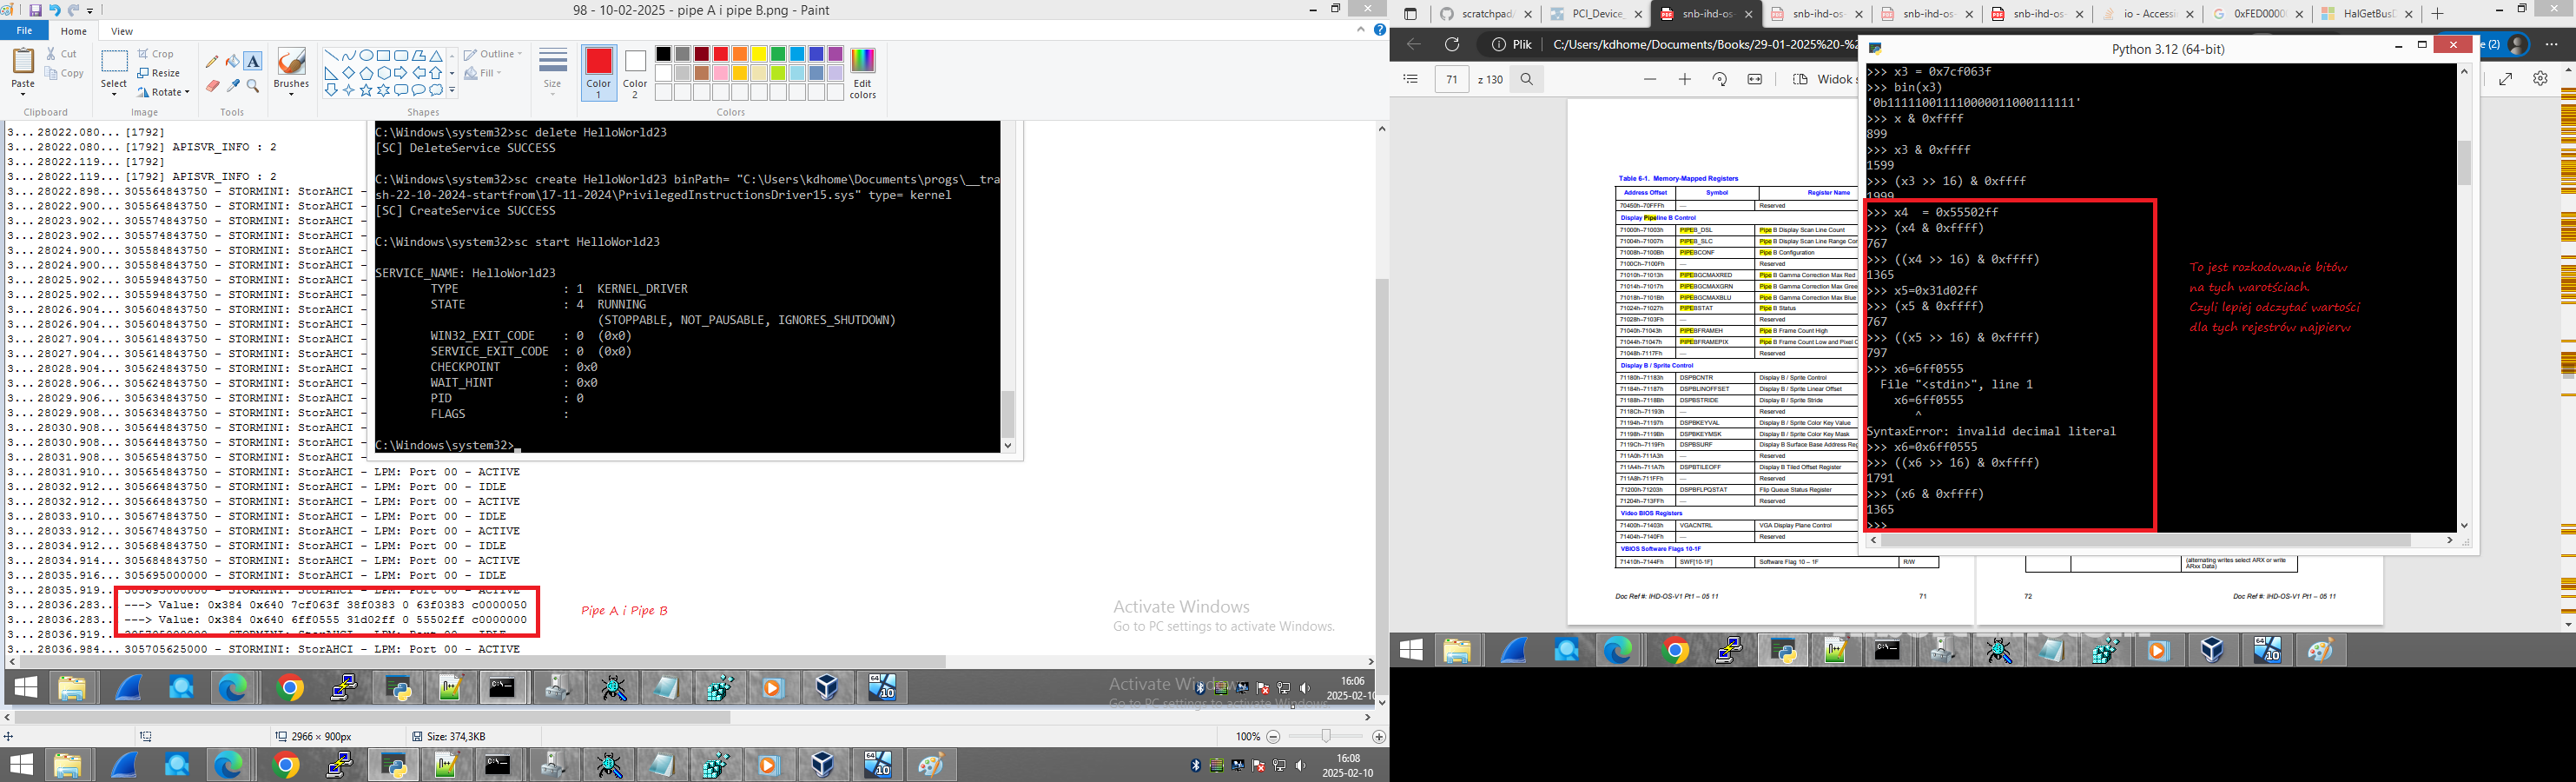 98 - 10-02-2025 - pipe A i pipe B.png - Paint
File
Home
View
Paste
Cut
Copy
Clipboard
Select
Crop
Resize
Rotate
Image
Tools
Brushes
Shapes
Outline
Fill
Size
Color
1
Color
2
Edit
colors
Colors
3... 28022.080... [1792]
3... 28022.080... [1792] APISVR_INFO : 2
3... 28022.119... [1792]
3... 28022.119... [1792] APISVR_INFO : 2
3... 28022.898... 305564843750 - STORMINI: StorAHCI -
3... 28022.900... 305564843750 - STORMINI: StorAHCI -
3... 28023.902... 305574843750 - STORMINI: StorAHCI -
3... 28023.902... 305574843750 - STORMINI: StorAHCI -
3... 28024.900... 305584843750 - STORMINI: StorAHCI -
3... 28024.900... 305584843750 - STORMINI: StorAHCI -
3... 28025.902... 305594843750 - STORMINI: StorAHCI -
3... 28025.902... 305594843750 - STORMINI: StorAHCI -
3... 28026.904... 305604843750 - STORMINI: StorAHCI -
3... 28026.904... 305604843750 - STORMINI: StorAHCI -
3... 28027.904... 305614843750 - STORMINI: StorAHCI -
3... 28027.904... 305614843750 - STORMINI: StorAHCI -
3... 28028.906... 305624843750 - STORMINI: StorAHCI -
3... 28028.906... 305624843750 - STORMINI: StorAHCI -
3... 28029.906... 305634843750 - STORMINI: StorAHCI -
3... 28029.908... 305634843750 - STORMINI: StorAHCI -
3... 28030.908... 305644843750 - STORMINI: StorAHCI -
3... 28030.908... 305644843750 - STORMINI: StorAHCI -
3... 28031.908... 305654843750 - STORMINI: StorAHCI -
3... 28031.910... 305654843750 - STORMINI: StorAHCI - LPM: Port 00 - ACTIVE
3... 28032.912... 305664843750 - STORMINI: StorAHCI - LPM: Port 00 - IDLE
3... 28032.912... 305664843750 - STORMINI: StorAHCI - LPM: Port 00 - ACTIVE
3... 28033.910... 305674843750 - STORMINI: StorAHCI - LPM: Port 00 - IDLE
3... 28033.912... 305674843750 - STORMINI: StorAHCI - LPM: Port 00 - ACTIVE
3... 28034.912... 305684843750 - STORMINI: StorAHCI - LPM: Port 00 - IDLE
3... 28034.914... 305684843750 - STORMINI: StorAHCI - LPM: Port 00 - ACTIVE
3... 28035.916... 305695000000 - STORMINI: StorAHCI - LPM: Port 00 - IDLE
3... 28035.919... 305695000000 - STORMINI: StorAHCI - LPM: Port 00 - ACTIVE
3... 28036.283... ---> Value: 0x384 0x640 7cf063f 38f0383 0 63f0383 c0000050
3... 28036.283... ---> Value: 0x384 0x640 6ff0555 31d02ff 0 55502ff c0000000
3... 28036.919... 305705000000 - STORMINI: StorAHCI - LPM: Port 00 - IDLE
3... 28036.984... 305705625000 - STORMINI: StorAHCI - LPM: Port 00 - ACTIVE
C:\Windows\system32>sc delete HelloWorld23
[SC] DeleteService SUCCESS
C:\Windows\system32>sc create HelloWorld23 binPath= "C:\Users\kdhome\Documents\progs\__tra
sh-22-10-2024-startfrom\17-11-2024\PrivilegedInstructionsDriver15.sys" type= kernel
[SC] CreateService SUCCESS
C:\Windows\system32>sc start HelloWorld23
SERVICE_NAME: HelloWorld23
TYPE : 1 KERNEL_DRIVER
STATE : 4 RUNNING
(STOPPABLE, NOT_PAUSABLE, IGNORES_SHUTDOWN)
WIN32_EXIT_CODE : 0 (0x0)
SERVICE_EXIT_CODE : 0 (0x0)
CHECKPOINT : 0x0
WAIT_HINT : 0x0
PID : 0
FLAGS :
C:\Windows\system32>_
Pipe A i Pipe B
Activate Windows
Go to PC settings to activate Windows.
Activate Windows
Go to PC settings to activate Windows.
16:06
2025-02-10
2966 × 900px
Size: 374,3KB
100%
16:08
2025-02-10
scratchpad/
PCI_Device_
snb-ihd-os-
snb-ihd-os-
snb-ihd-os-
snb-ihd-os-
io - Accessi
0xFED0000
HalGetBusD
Plik
C:/Users/kdhome/Documents/Books/29-01-2025%20-%2
(2)
71
z 130
Widok s
Table 6-1. Memory-Mapped Registers
Address Offset Symbol Register Name
70450h–70FFFh — Reserved
Display Pipeline B Control
71000h–71003h PIPEB_DSL Pipe B Display Scan Line Count
71004h–71007h PIPEB_SLC Pipe B Display Scan Line Range Cor
71008h–7100Bh PIPEBCONF Pipe B Configuration
7100Ch–7100Fh — Reserved
71010h–71013h PIPEBGCMAXRED Pipe B Gamma Correction Max Red
71014h–71017h PIPEBGCMAXGRN Pipe B Gamma Correction Max Gree
71018h–7101Bh PIPEBGCMAXBLU Pipe B Gamma Correction Max Blue
71024h–71027h PIPEBSTAT Pipe B Status
71028h–7103Fh — Reserved
71040h–71043h PIPEBFRAMEH Pipe B Frame Count High
71044h–71047h PIPEBFRAMEPIX Pipe B Frame Count Low and Pixel C
71048h–7117Fh — Reserved
Display B / Sprite Control
71180h–71183h DSPBCNTR Display B / Sprite Control
71184h–71187h DSPBLINOFFSET Display B / Sprite Linear Offset
71188h–7118Bh DSPBSTRIDE Display B / Sprite Stride
7118Ch–71193h — Reserved
71194h–71197h DSPBKEYVAL Display B / Sprite Color Key Value
71198h–7119Bh DSPBKEYMSK Display B / Sprite Color Key Mask
7119Ch–7119Fh DSPBSURF Display B Surface Base Address Reg
711A0h–711A3h — Reserved
711A4h–711A7h DSPBTILEOFF Display B Tiled Offset Register
711A8h–711FFh — Reserved
71200h–71203h DSPBFLPQSTAT Flip Queue Status Register
71204h–713FFh — Reserved
Video BIOS Registers
71400h–71403h VGACNTRL VGA Display Plane Control
71404h–7140Fh — Reserved
VBIOS Software Flags 10-1F
71410h–7144Fh SWF[10-1F] Software Flag 10 – 1F R/W
Doc Ref #: IHD-OS-V1 Pt1 – 05 11
71
(alternating writes select ARX or write
ARxx Data)
72
Doc Ref #: IHD-OS-V1 Pt1 – 05 11
Python 3.12 (64-bit)
>>> x3 = 0x7cf063f
>>> bin(x3)
'0b111110011110000011000111111'
>>> x & 0xffff
899
>>> x3 & 0xffff
1599
>>> (x3 >> 16) & 0xffff
1999
>>> x4  = 0x55502ff
>>> (x4 & 0xffff)
767
>>> ((x4 >> 16) & 0xffff)
1365
>>> x5=0x31d02ff
>>> (x5 & 0xffff)
767
>>> ((x5 >> 16) & 0xffff)
797
>>> x6=6ff0555
File "<stdin>", line 1
x6=6ff0555
^
SyntaxError: invalid decimal literal
>>> x6=0x6ff0555
>>> ((x6 >> 16) & 0xffff)
1791
>>> (x6 & 0xffff)
1365
>>>
To jest rozkodowanie bitów
na tych warotściach.
Czyli lepiej odczytać wartości
dla tych rejestrów najpierw